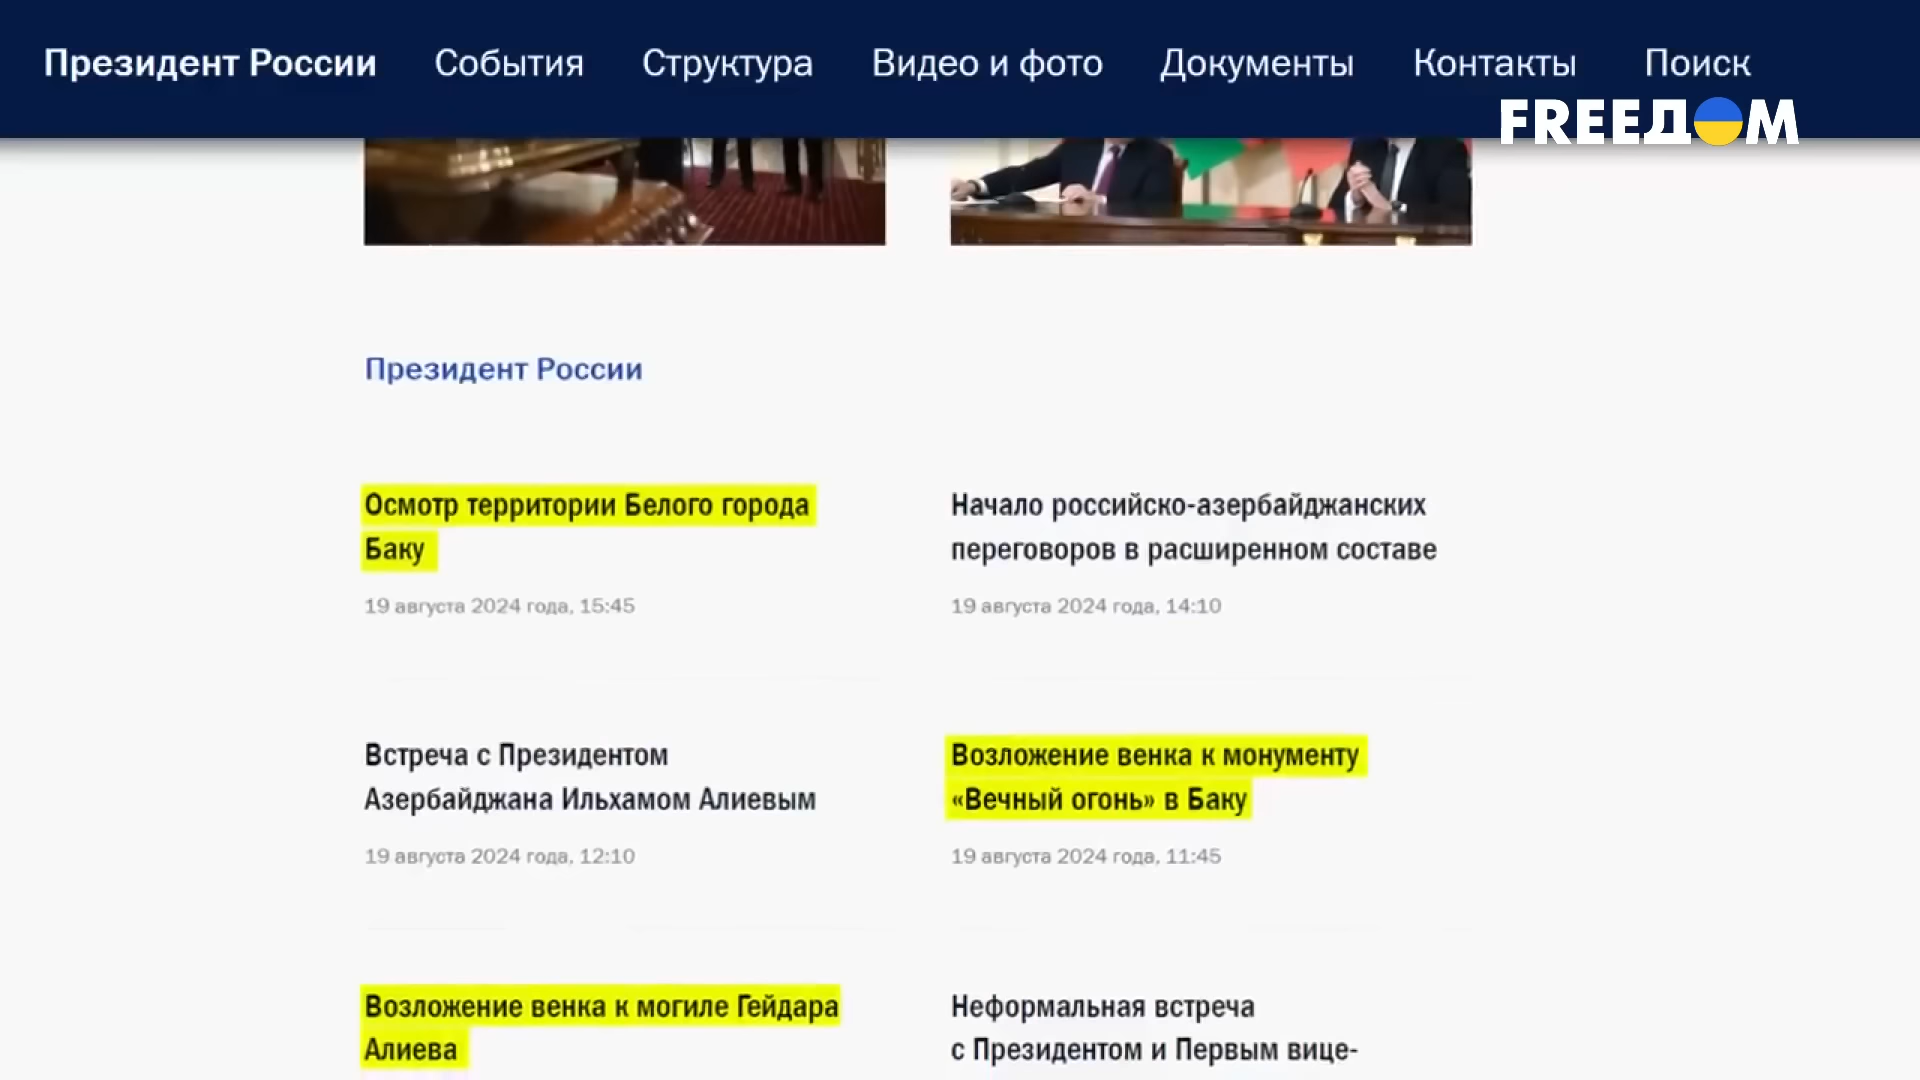 Президент России События Структура Видео и фото Документы Контакты Поиск
FREEДOM
Президент России
Осмотр территории Белого города
Баку
19 августа 2024 года, 15:45
Начало российско-азербайджанских
переговоров в расширенном составе
19 августа 2024 года, 14:10
Встреча с Президентом
Азербайджана Ильхамом Алиевым
19 августа 2024 года, 12:10
Возложение венка к монументу
«Вечный огонь» в Баку
19 августа 2024 года, 11:45
Возложение венка к могиле Гейдара
Алиева
Неформальная встреча
с Президентом и Первым вице-